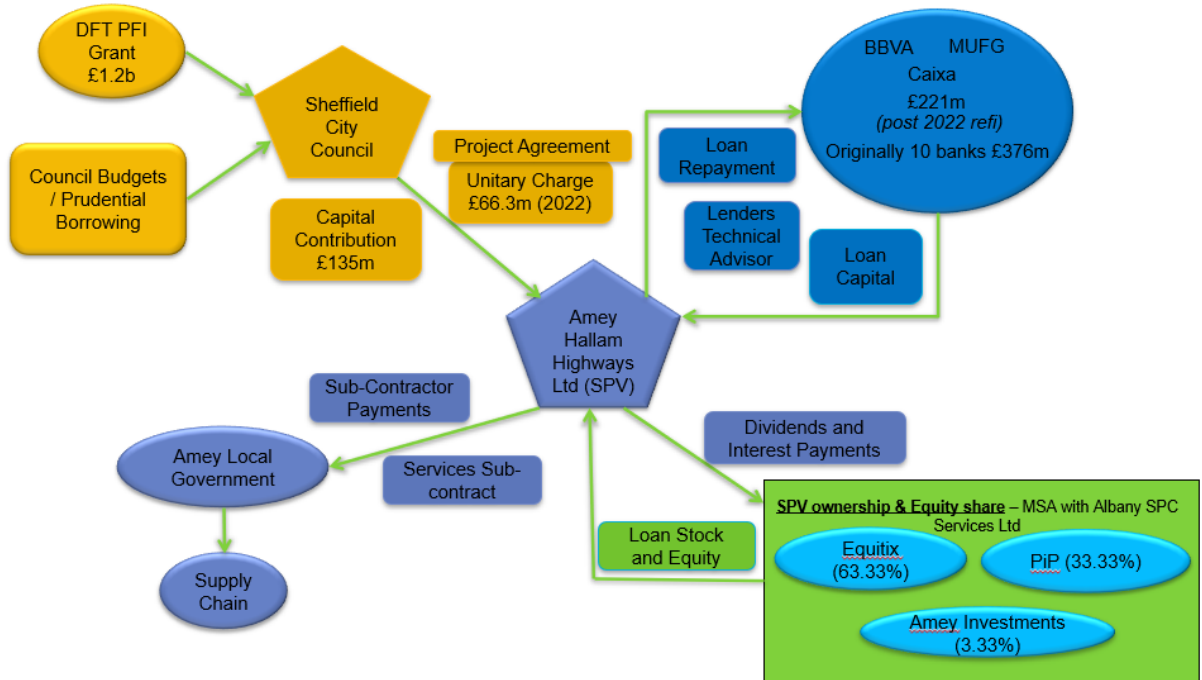 DFT PFI
Grant
£1.2b
Council Budgets
/ Prudential
Borrowing
Sheffield
City
Council
Capital
Contribution
£135m
Project Agreement
Unitary Charge
£66.3m (2022)
Loan
Repayment
Lenders
Technical
Advisor
Loan
Capital
BBVA MUFG
Caixa
£221m
(post 2022 refi)
Originally 10 banks £376m
Amey
Hallam
Highways
Ltd (SPV)
Sub-Contractor
Payments
Amey Local
Government
Services Sub-
contract
Supply
Chain
Dividends and
Interest Payments
Loan Stock
and Equity
SPV ownership & Equity share – MSA with Albany SPC
Services Ltd
Equitix
(63.33%)
PiP (33.33%)
Amey Investments
(3.33%)